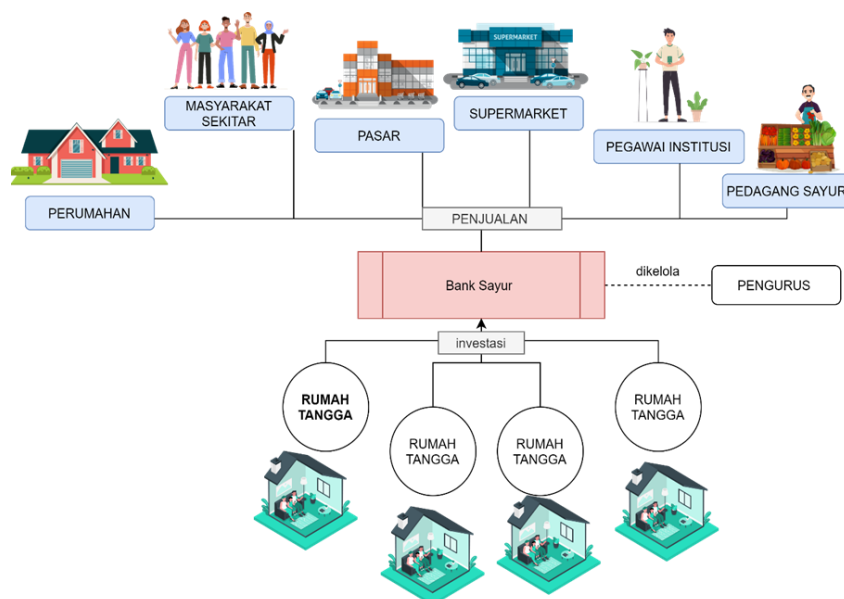 SUPERMARKET
MASYARAKAT
SEKITAR
PASAR
SUPERMARKET
PEGAWAI INSTITUSI
PERUMAHAN
PEDAGANG SAYUR
PENJUALAN
Bank Sayur
dikelola
PENGURUS
investasi
RUMAH
TANGGA
RUMAH
TANGGA
RUMAH
TANGGA
RUMAH
TANGGA